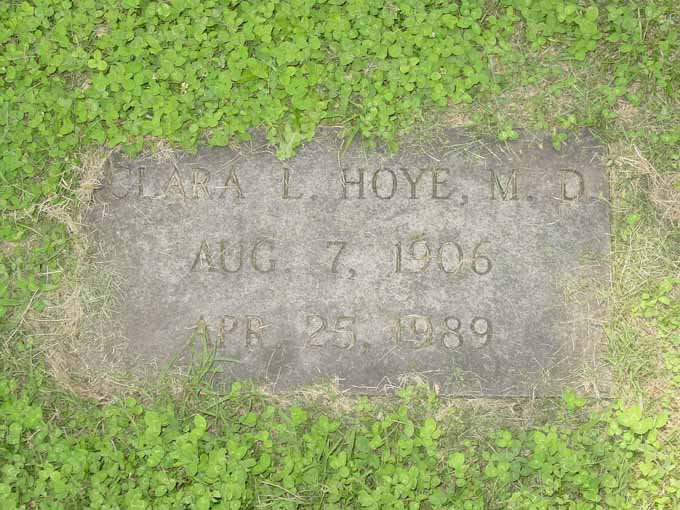 CLARA L. HOYE, M. D.
AUG. 7, 1906
APR. 25, 1989